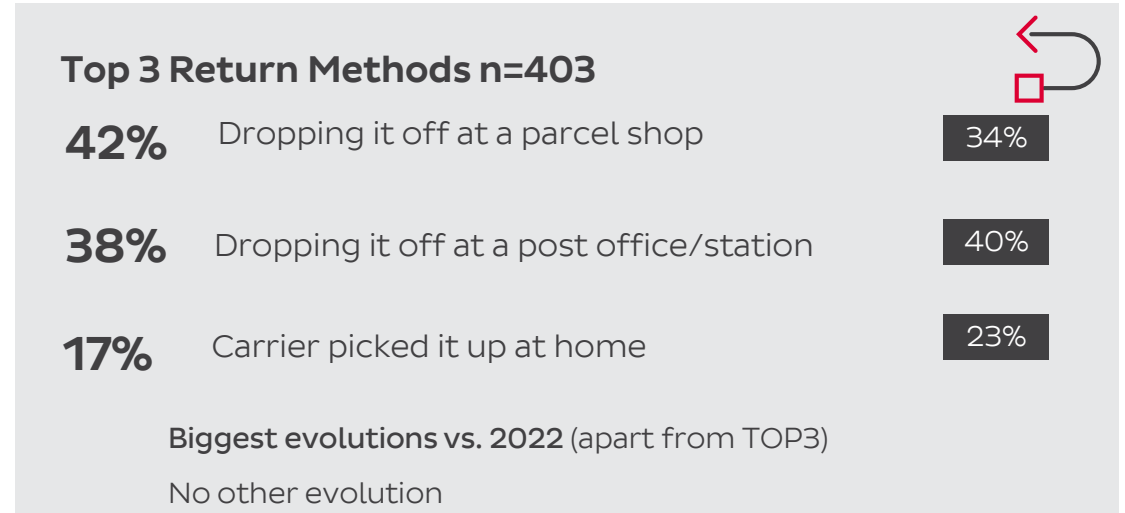 Top 3 Return Methods n=403
42% Dropping it off at a parcel shop 34%
38% Dropping it off at a post office/station 40%
17% Carrier picked it up at home 23%
Biggest evolutions vs. 2022 (apart from TOP3)
No other evolution